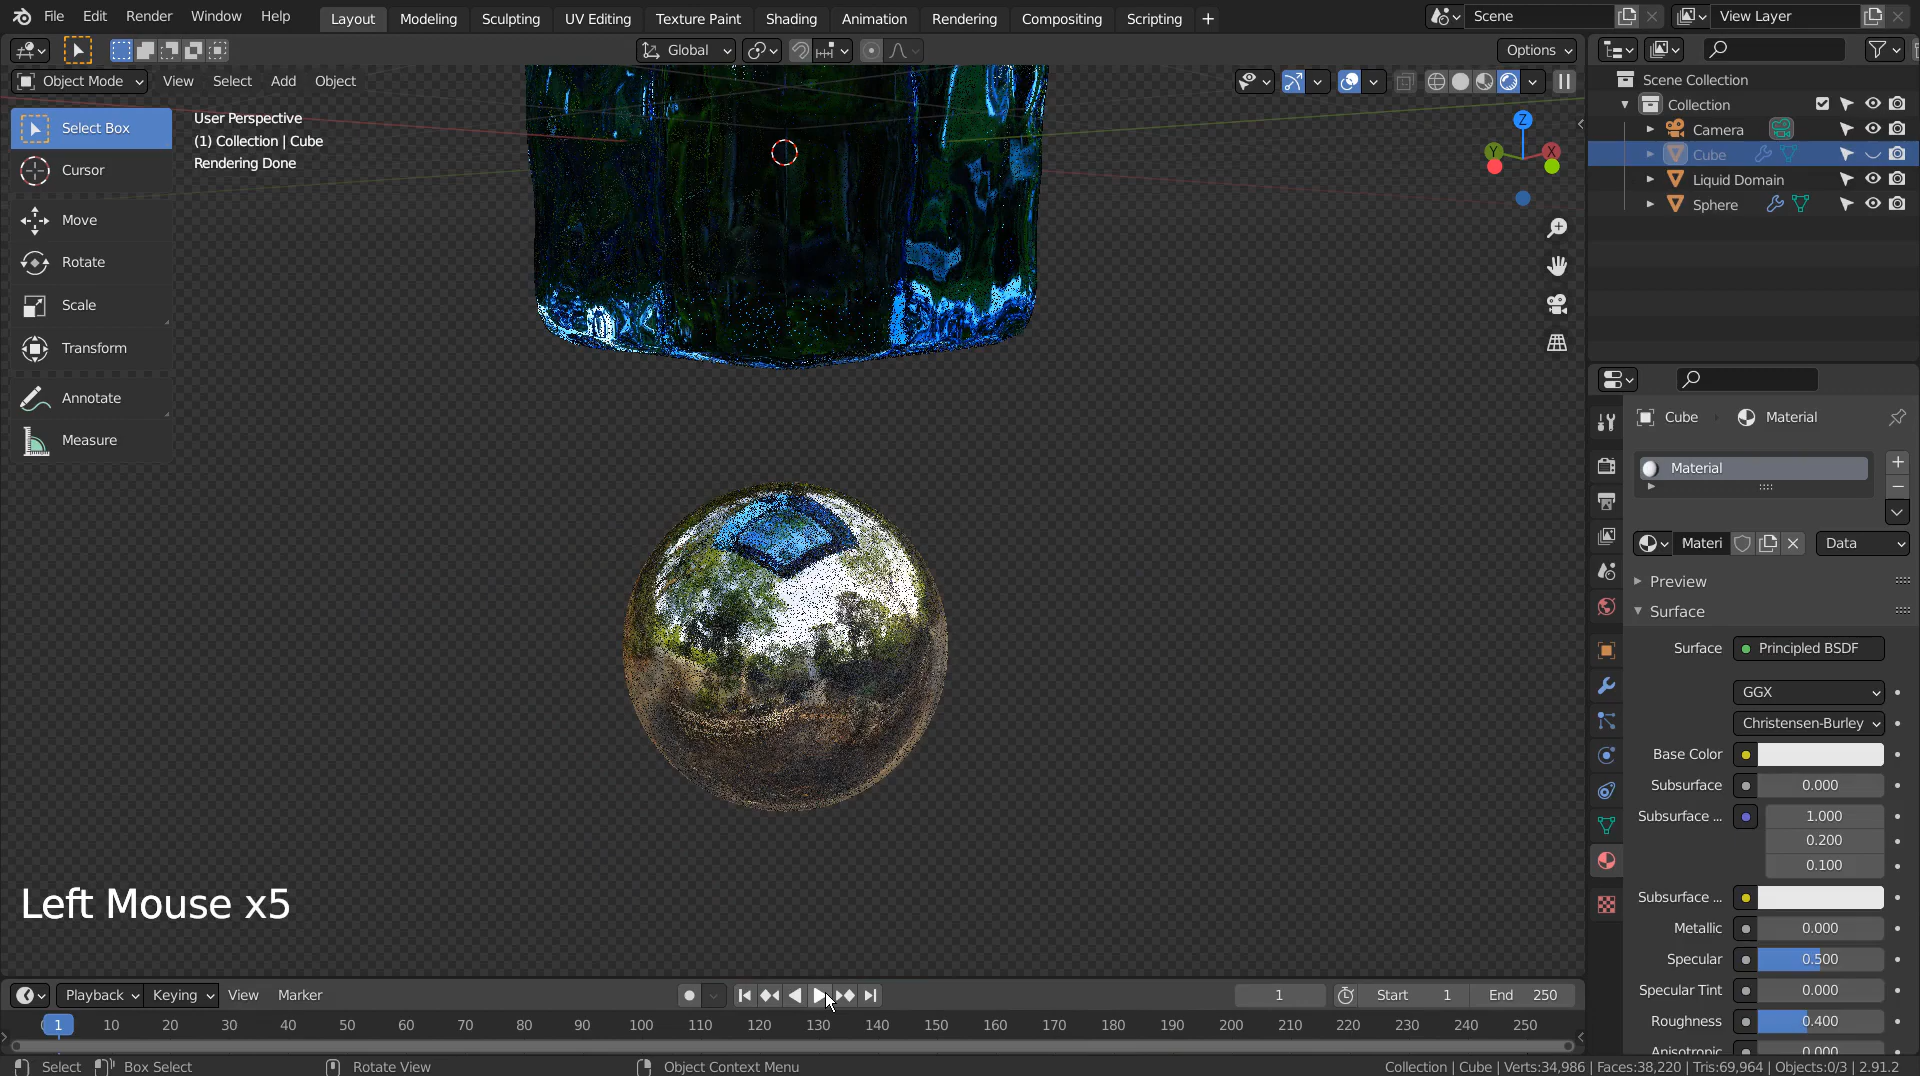 File Edit Render Window Help Layout Modeling Sculpting UV Editing Texture Paint Shading Animation Rendering Compositing Scripting + Scene View Layer
Global Options
Object Mode View Select Add Object
Select Box
Cursor
Move
Rotate
Scale
Transform
Annotate
Measure
User Perspective
(1) Collection | Cube
Rendering Done
Z
Y
X
Scene Collection
Collection
Camera
Cube
Liquid Domain
Sphere
Cube Material
Material
Materi Data
Preview
Surface
Surface Principled BSDF
GGX
Christensen-Burley
Base Color
Subsurface 0.000
Subsurface ... 1.000
0.200
0.100
Subsurface ...
Metallic 0.000
Specular 0.500
Specular Tint 0.000
Roughness 0.400
Anisotropic 0.000
Left Mouse x5
Playback Keying View Marker 1 Start 1 End 250
1 10 20 30 40 50 60 70 80 90 100 110 120 130 140 150 160 170 180 190 200 210 220 230 240 250
Select Box Select Rotate View Object Context Menu Collection | Cube | Verts:34,986 | Faces:38,220 | Tris:69,964 | Objects:0/3 | 2.91.2